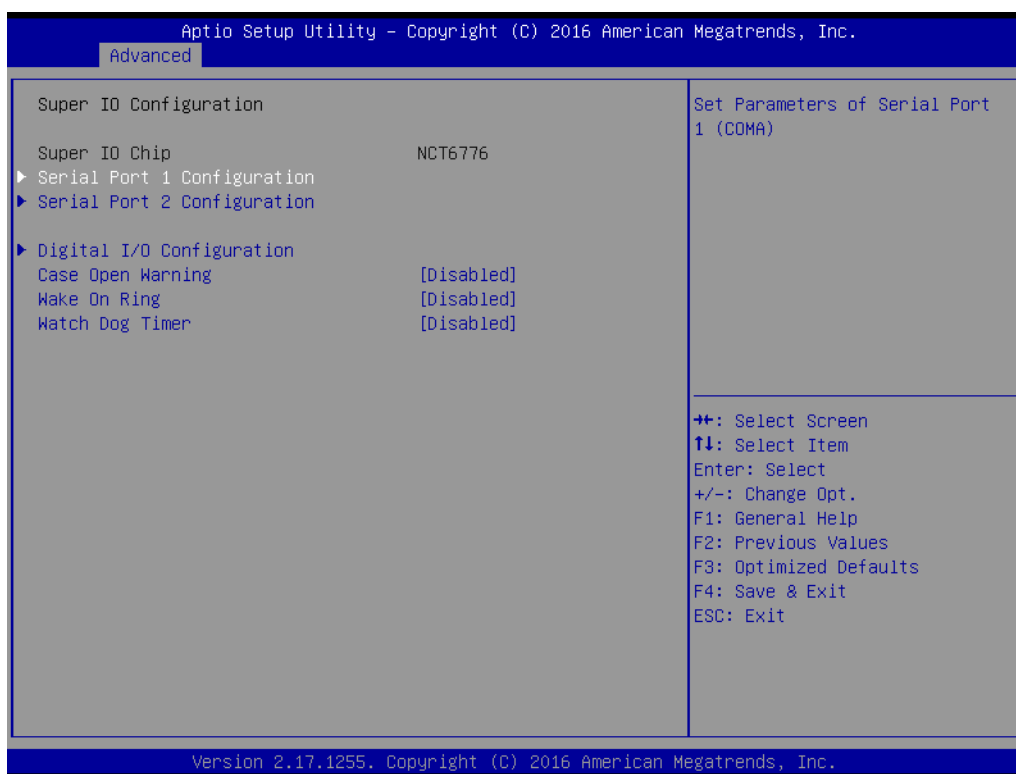 Aptio Setup Utility – Copyright (C) 2016 American Megatrends, Inc.
Advanced
Super IO Configuration
Super IO Chip NCT6776
▶ Serial Port 1 Configuration
▶ Serial Port 2 Configuration
▶ Digital I/O Configuration
Case Open Warning [Disabled]
Wake On Ring [Disabled]
Watch Dog Timer [Disabled]
Set Parameters of Serial Port
1 (COMA)
→←: Select Screen
↑↓: Select Item
Enter: Select
+/-: Change Opt.
F1: General Help
F2: Previous Values
F3: Optimized Defaults
F4: Save & Exit
ESC: Exit
Version 2.17.1255. Copyright (C) 2016 American Megatrends, Inc.